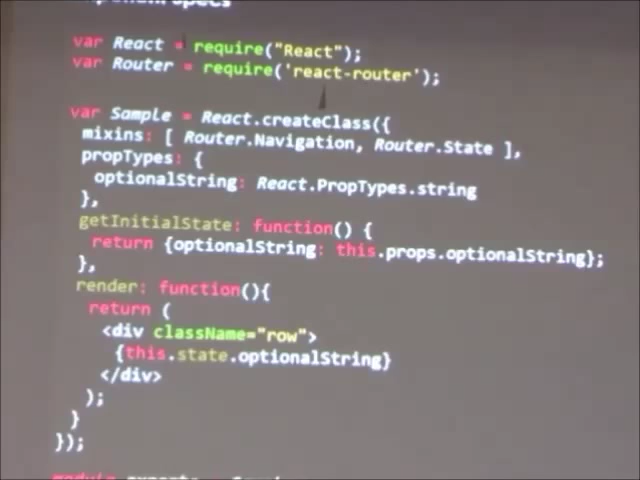 var React = require("React");
var Router = require('react-router');
var Sample = React.createClass({
mixins: [ Router.Navigation, Router.State ],
propTypes: {
optionalString: React.PropTypes.string
},
getInitialState: function() {
return {optionalString: this.props.optionalString};
},
render: function(){
return (
<div className="row">
{this.state.optionalString}
</div>
);
}
});